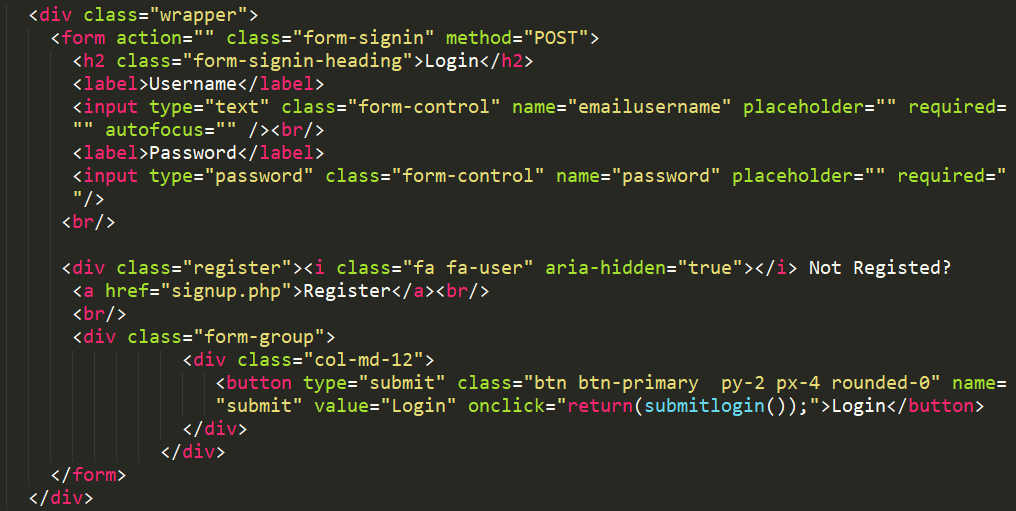 <div class="wrapper">
<form action="" class="form-signin" method="POST">
<h2 class="form-signin-heading">Login</h2>
<label>Username</label>
<input type="text" class="form-control" name="emailusername" placeholder="" required=
"" autofocus="" /><br/>
<label>Password</label>
<input type="password" class="form-control" name="password" placeholder="" required="
"/>
<br/>
<div class="register"><i class="fa fa-user" aria-hidden="true"></i> Not Registed?
<a href="signup.php">Register</a><br/>
<br/>
<div class="form-group">
<div class="col-md-12">
<button type="submit" class="btn btn-primary  py-2 px-4 rounded-0" name=
"submit" value="Login" onclick="return(submitlogin());">Login</button>
</div>
</div>
</form>
</div>